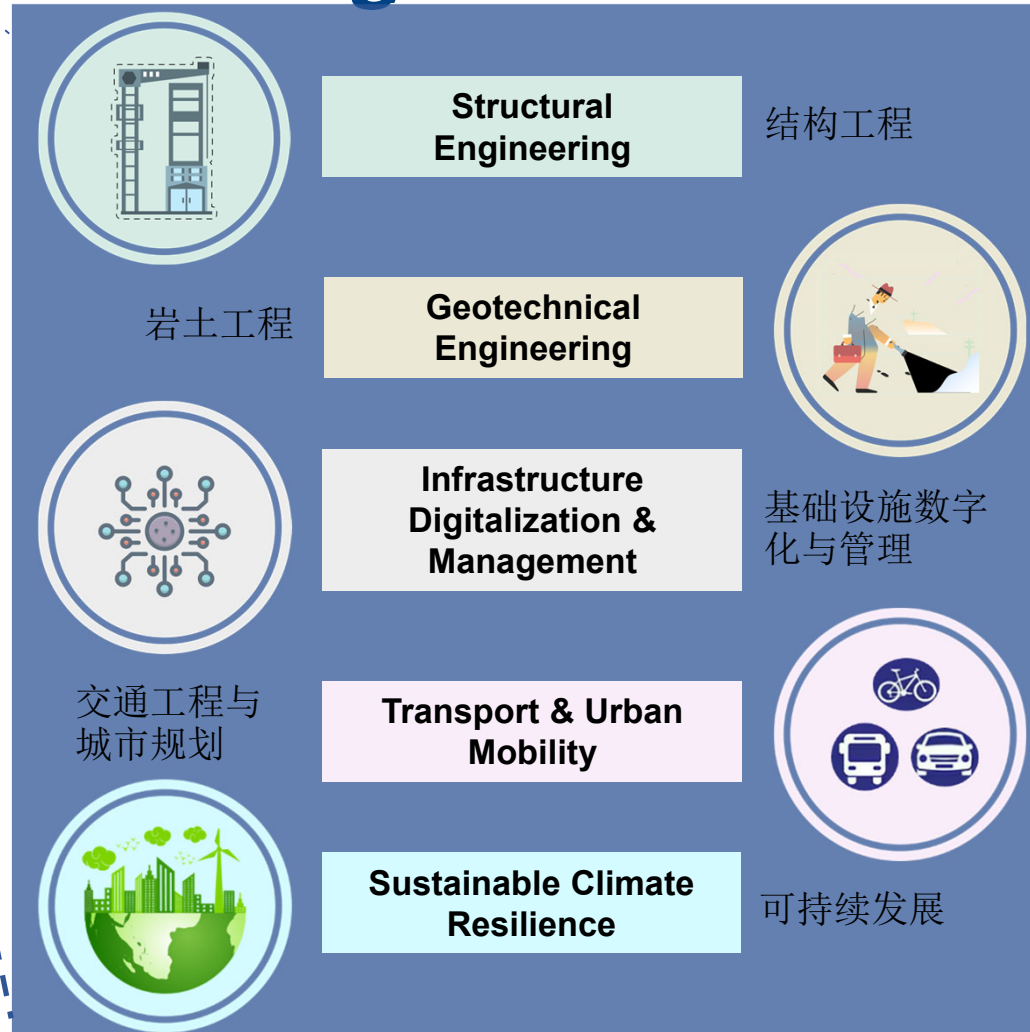 Structural
Engineering
结构工程
岩土工程
Geotechnical
Engineering
Infrastructure
Digitalization &
Management
基础设施数字
化与管理
交通工程与
城市规划
Transport & Urban
Mobility
Sustainable Climate
Resilience
可持续发展